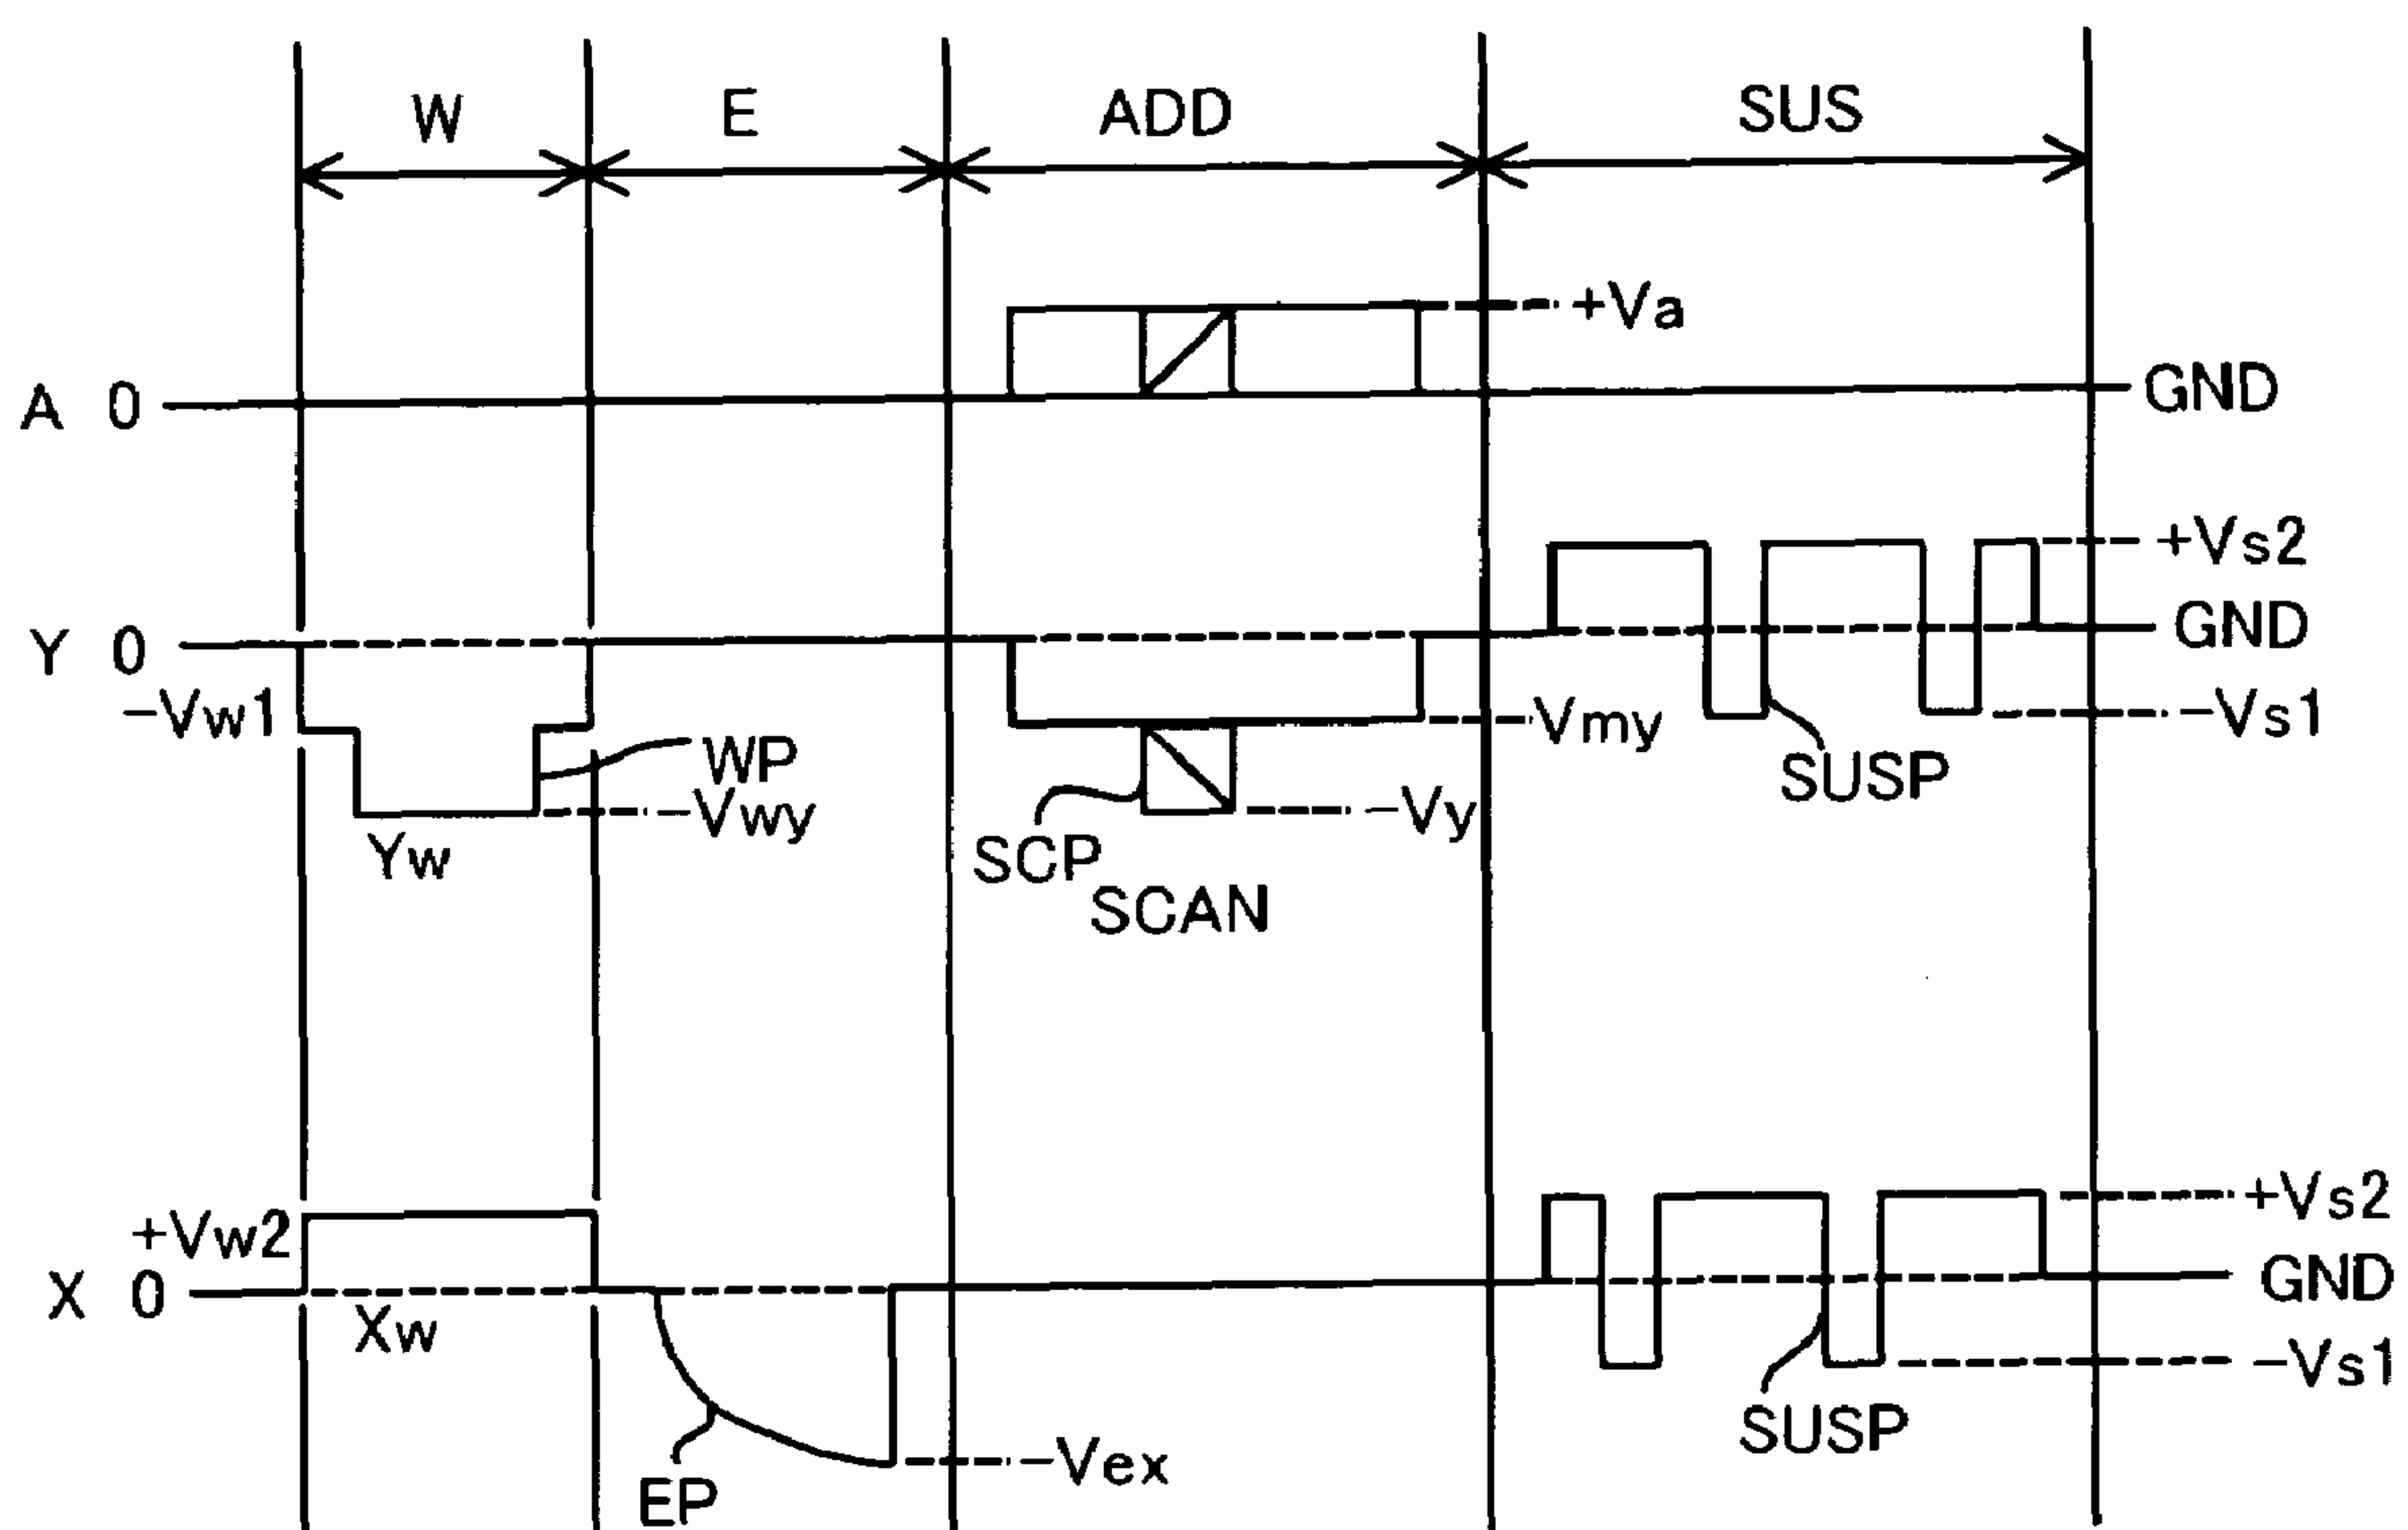 W E ADD SUS
+Va
A 0 GND
+Vs2
Y 0 GND
-Vw1 -Vmy -Vs1
WP
-Vwy -Vy SUSP
Yw SCP
SCAN
+Vs2
+Vw2
X 0 GND
Xw -Vs1
SUSP
-Vex
EP